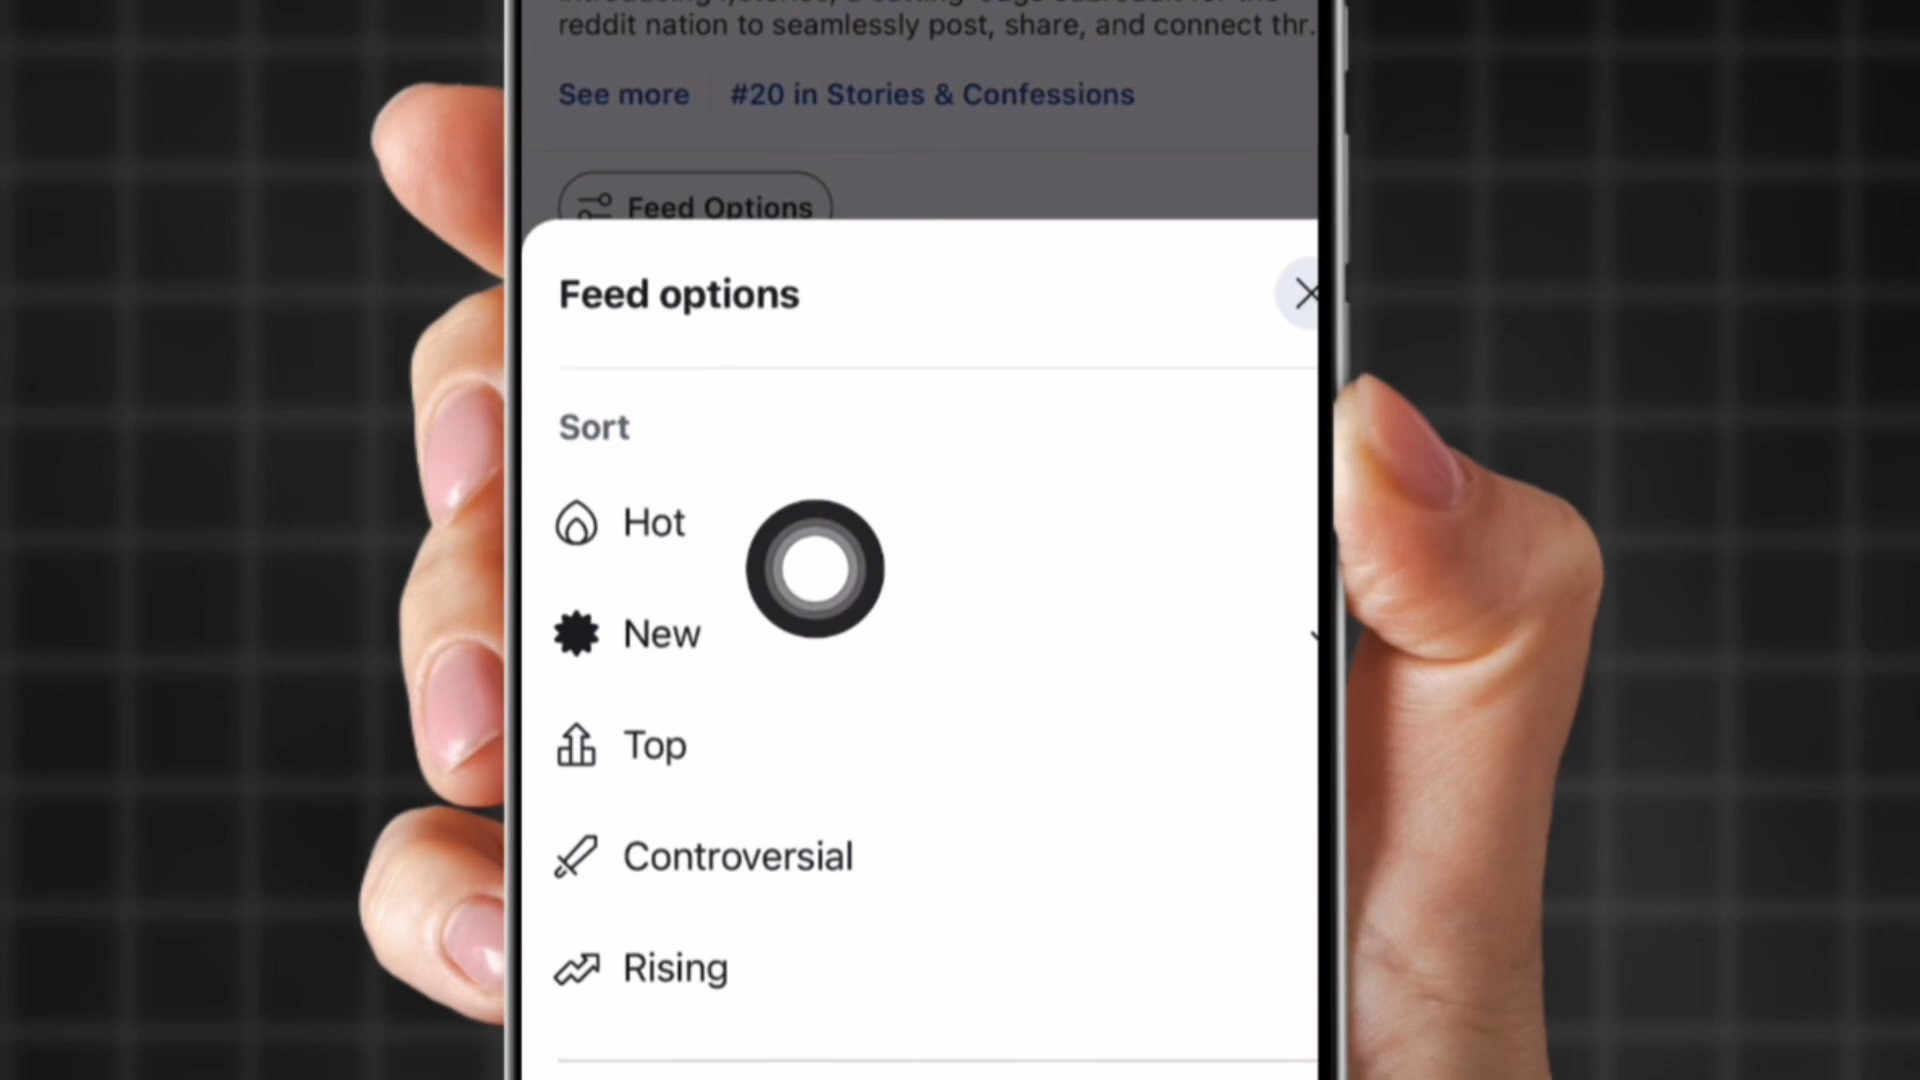 reddit nation to seamlessly post, share, and connect thr.
See more #20 in Stories & Confessions
Feed Options
Feed options
Sort
Hot
New
Top
Controversial
Rising